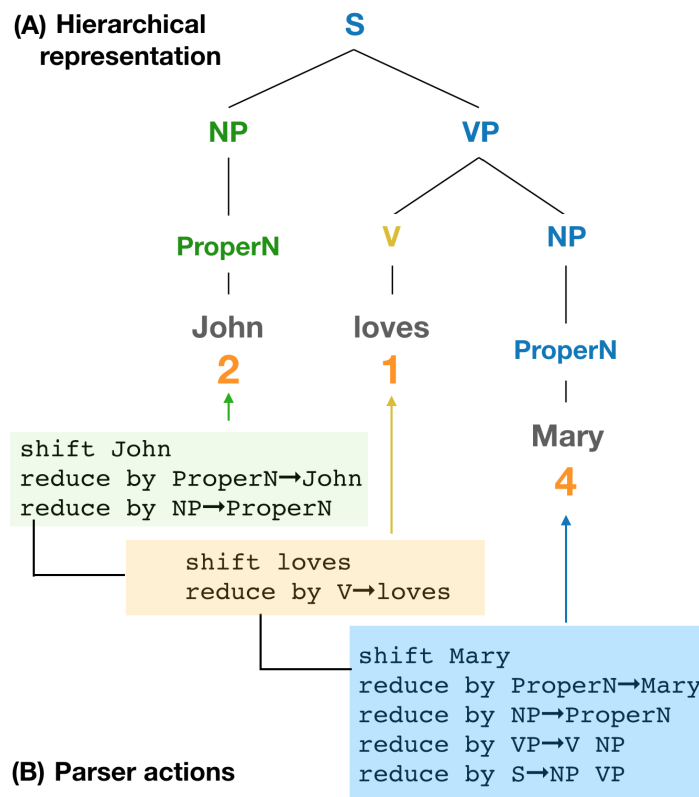 (A) Hierarchical
representation
S
NP
VP
ProperN
V
NP
John
loves
ProperN
2
1
Mary
4
shift John
reduce by ProperN→John
reduce by NP→ProperN
shift loves
reduce by V→loves
shift Mary
reduce by ProperN→Mary
reduce by NP→ProperN
reduce by VP→V NP
reduce by S→NP VP
(B) Parser actions